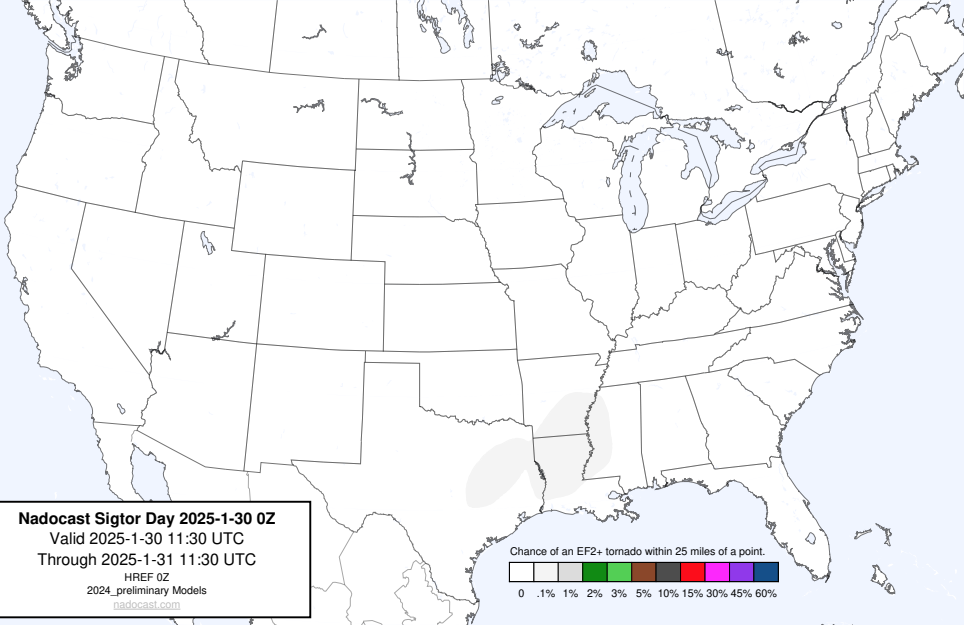 Nadocast Sigtor Day 2025-1-30 0Z
Valid 2025-1-30 11:30 UTC
Through 2025-1-31 11:30 UTC
HREF 0Z
2024_preliminary Models
nadocast.com
Chance of an EF2+ tornado within 25 miles of a point.
0 .1% 1% 2% 3% 5% 10% 15% 30% 45% 60%